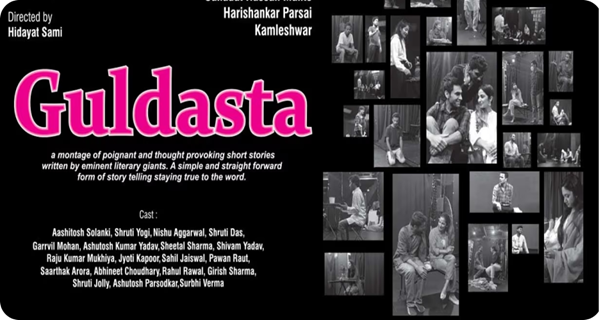 Directed by
Hidayat Sami
Harishankar Parsai
Kamleshwar
Guldasta
a montage of poignant and thought provoking short stories
written by eminent literary giants. A simple and straight forward
form of story telling staying true to the word.
Cast :
Aashitosh Solanki, Shruti Yogi, Nishu Aggarwal, Shruti Das,
Garrvil Mohan, Ashutosh Kumar Yadav,Sheetal Sharma, Shivam Yadav,
Raju Kumar Mukhiya, Jyoti Kapoor,Sahil Jaiswal, Pawan Raut,
Saarthak Arora, Abhineet Choudhary,Rahul Rawal, Girish Sharma,
Shruti Jolly, Ashutosh Parsodkar,Surbhi Verma